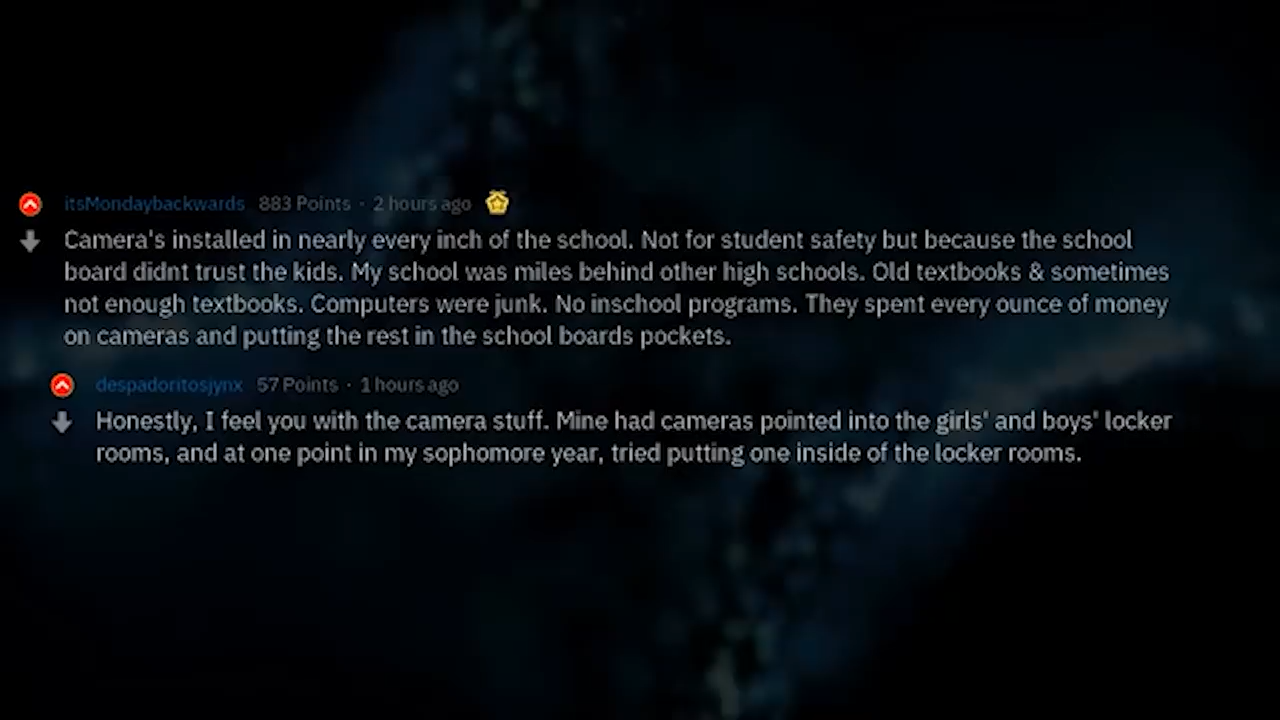 itsMondaybackwards 883 Points · 2 hours ago
Camera's installed in nearly every inch of the school. Not for student safety but because the school
board didnt trust the kids. My school was miles behind other high schools. Old textbooks & sometimes
not enough textbooks. Computers were junk. No inschool programs. They spent every ounce of money
on cameras and putting the rest in the school boards pockets.
despadoritosjynx 57 Points · 1 hours ago
Honestly, I feel you with the camera stuff. Mine had cameras pointed into the girls' and boys' locker
rooms, and at one point in my sophomore year, tried putting one inside of the locker rooms.